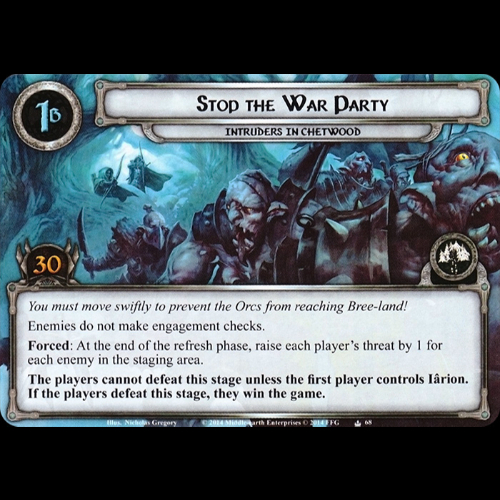 1B
STOP THE WAR PARTY
INTRUDERS IN CHETWOOD
30
You must move swiftly to prevent the Orcs from reaching Bree-land!
Enemies do not make engagement checks.
Forced: At the end of the refresh phase, raise each player's threat by 1 for
each enemy in the staging area.
The players cannot defeat this stage unless the first player controls Iârion.
If the players defeat this stage, they win the game.
Illus. Nicholas Gregory © 2014 Middle-earth Enterprises © 2014 FFG 68